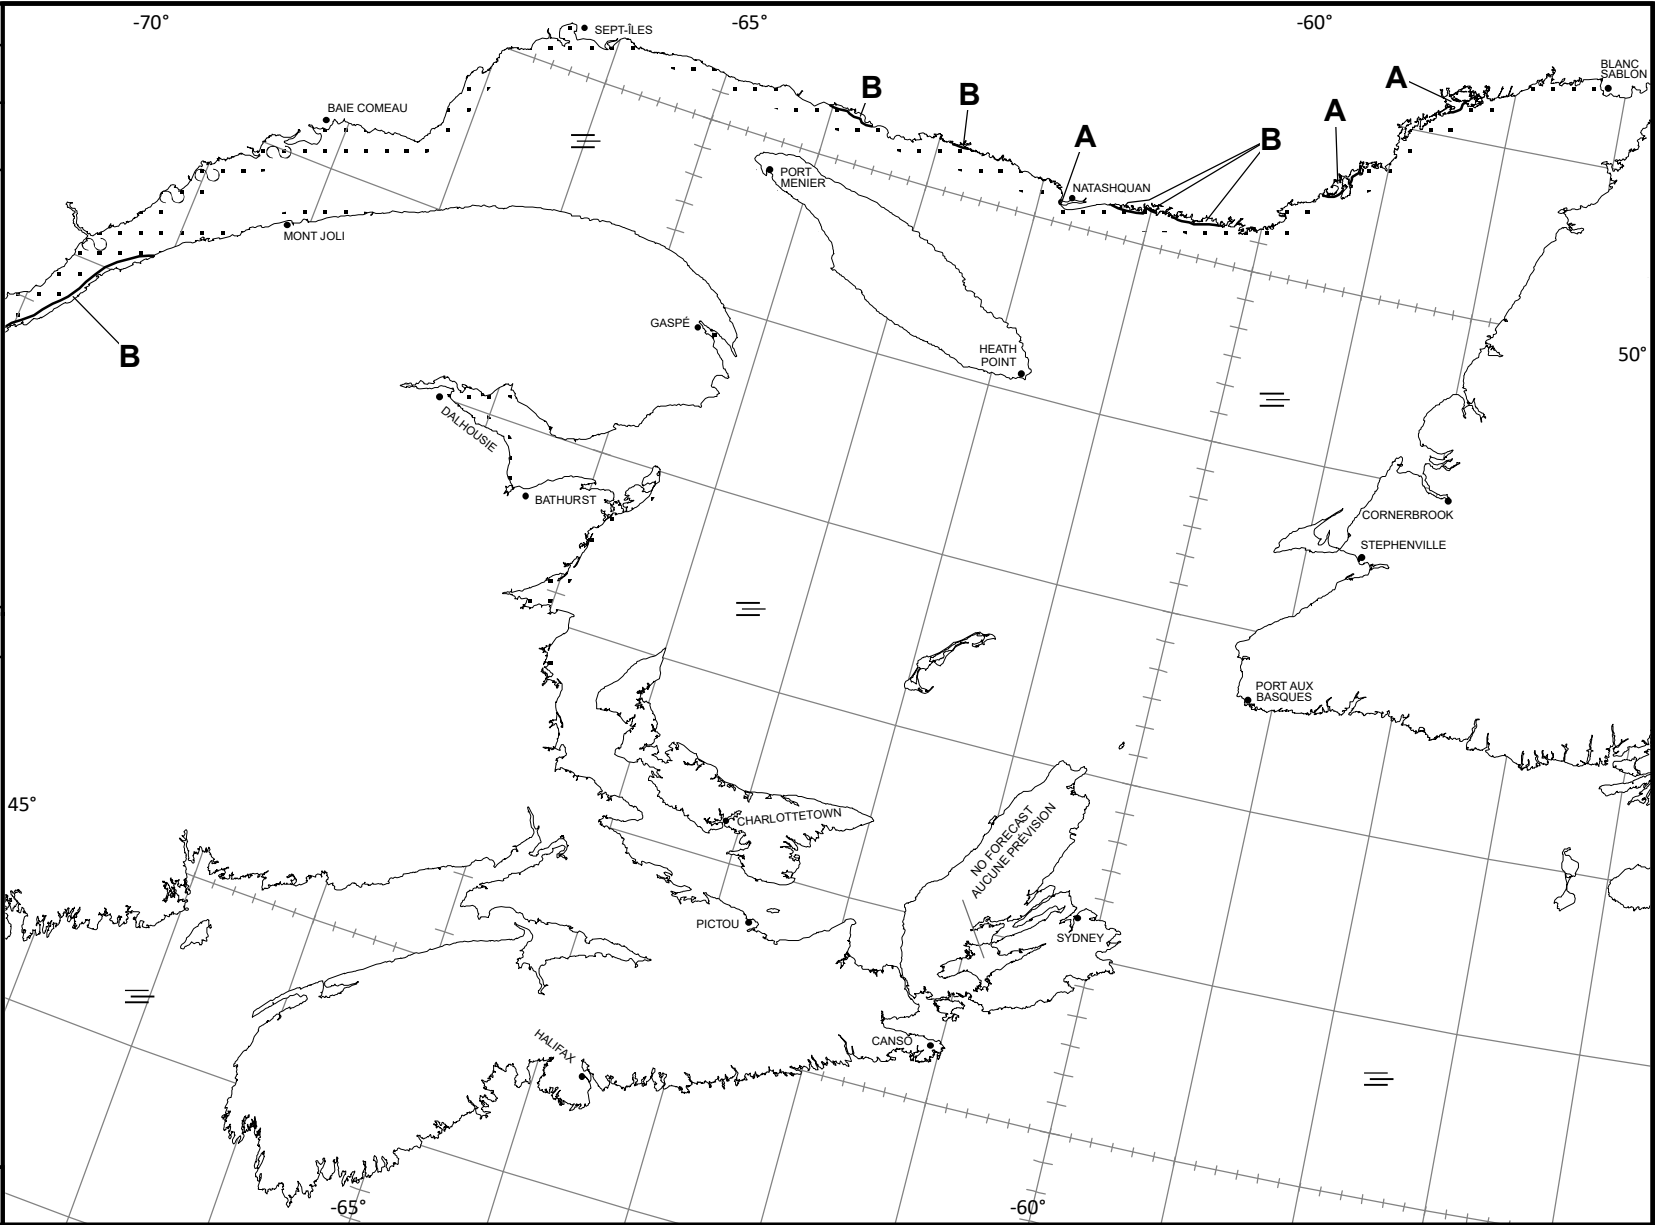 -70°
-65°
-60°
SEPT-ÎLES
BLANC
SABLON
A
B
B
BAIE COMEAU
A
A
B
PORT
MENIER
NATASHQUAN
MONT JOLI
GASPÉ
B
HEATH
POINT
50°
DALHOUSIE
BATHURST
CORNERBROOK
STEPHENVILLE
PORT AUX
BASQUES
45°
CHARLOTTETOWN
NO FORECAST
AUCUNE PRÉVISION
PICTOU
SYDNEY
CANSO
HALIFAX
-65°
-60°